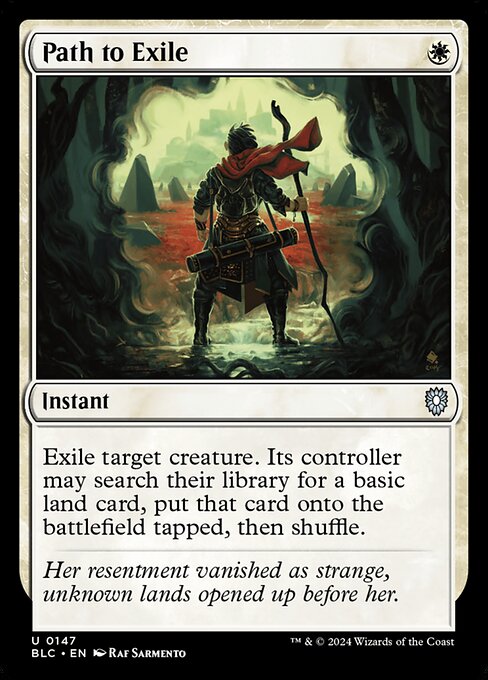 Path to Exile
Instant
Exile target creature. Its controller
may search their library for a basic
land card, put that card onto the
battlefield tapped, then shuffle.
Her resentment vanished as strange,
unknown lands opened up before her.
U 0147
™ & © 2024 Wizards of the Coast
BLC • EN Raf Sarmento